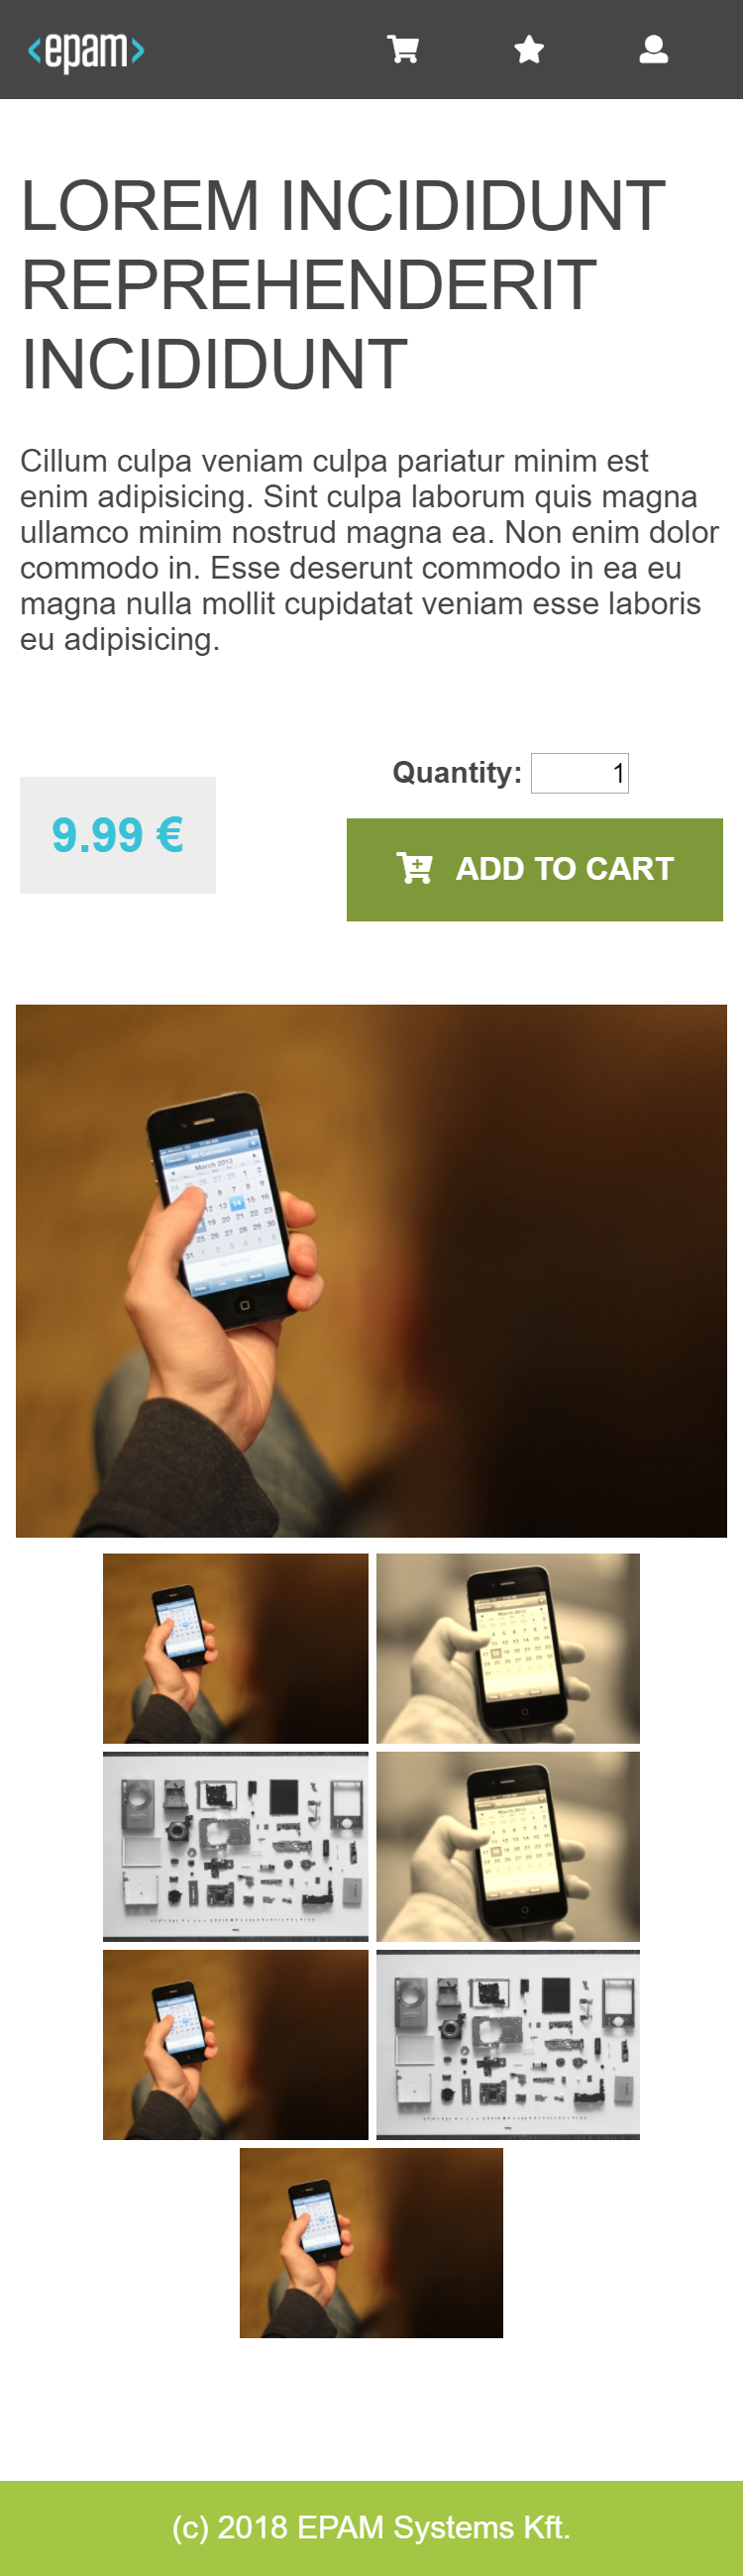 <epam>
LOREM INCIDIDUNT
REPREHENDERIT
INCIDIDUNT
Cillum culpa veniam culpa pariatur minim est
enim adipisicing. Sint culpa laborum quis magna
ullamco minim nostrud magna ea. Non enim dolor
commodo in. Esse deserunt commodo in ea eu
magna nulla mollit cupidatat veniam esse laboris
eu adipisicing.
Quantity: 1
9.99 €
ADD TO CART
March 2013
(c) 2018 EPAM Systems Kft.